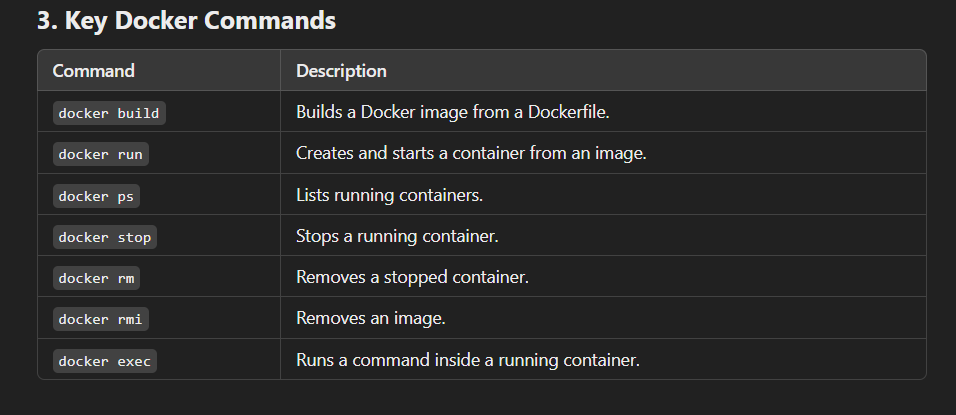 3. Key Docker Commands
Command Description
docker build Builds a Docker image from a Dockerfile.
docker run Creates and starts a container from an image.
docker ps Lists running containers.
docker stop Stops a running container.
docker rm Removes a stopped container.
docker rmi Removes an image.
docker exec Runs a command inside a running container.